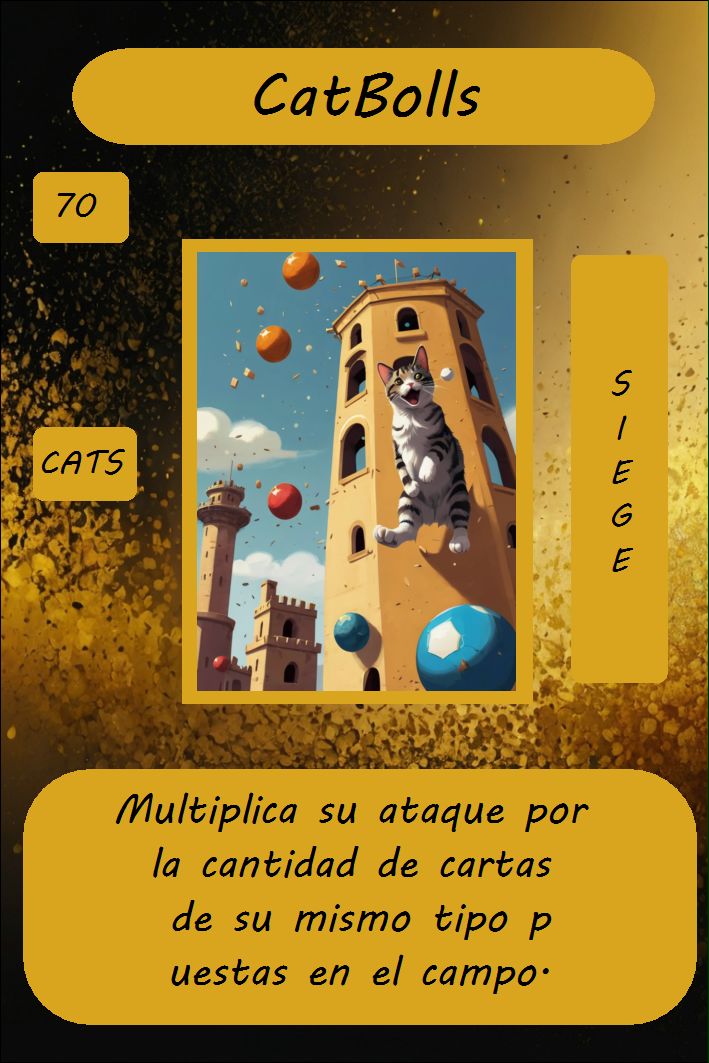 CatBolls
70
CATS
S
I
E
G
E
Multiplica su ataque por
la cantidad de cartas
de su mismo tipo p
uestas en el campo.